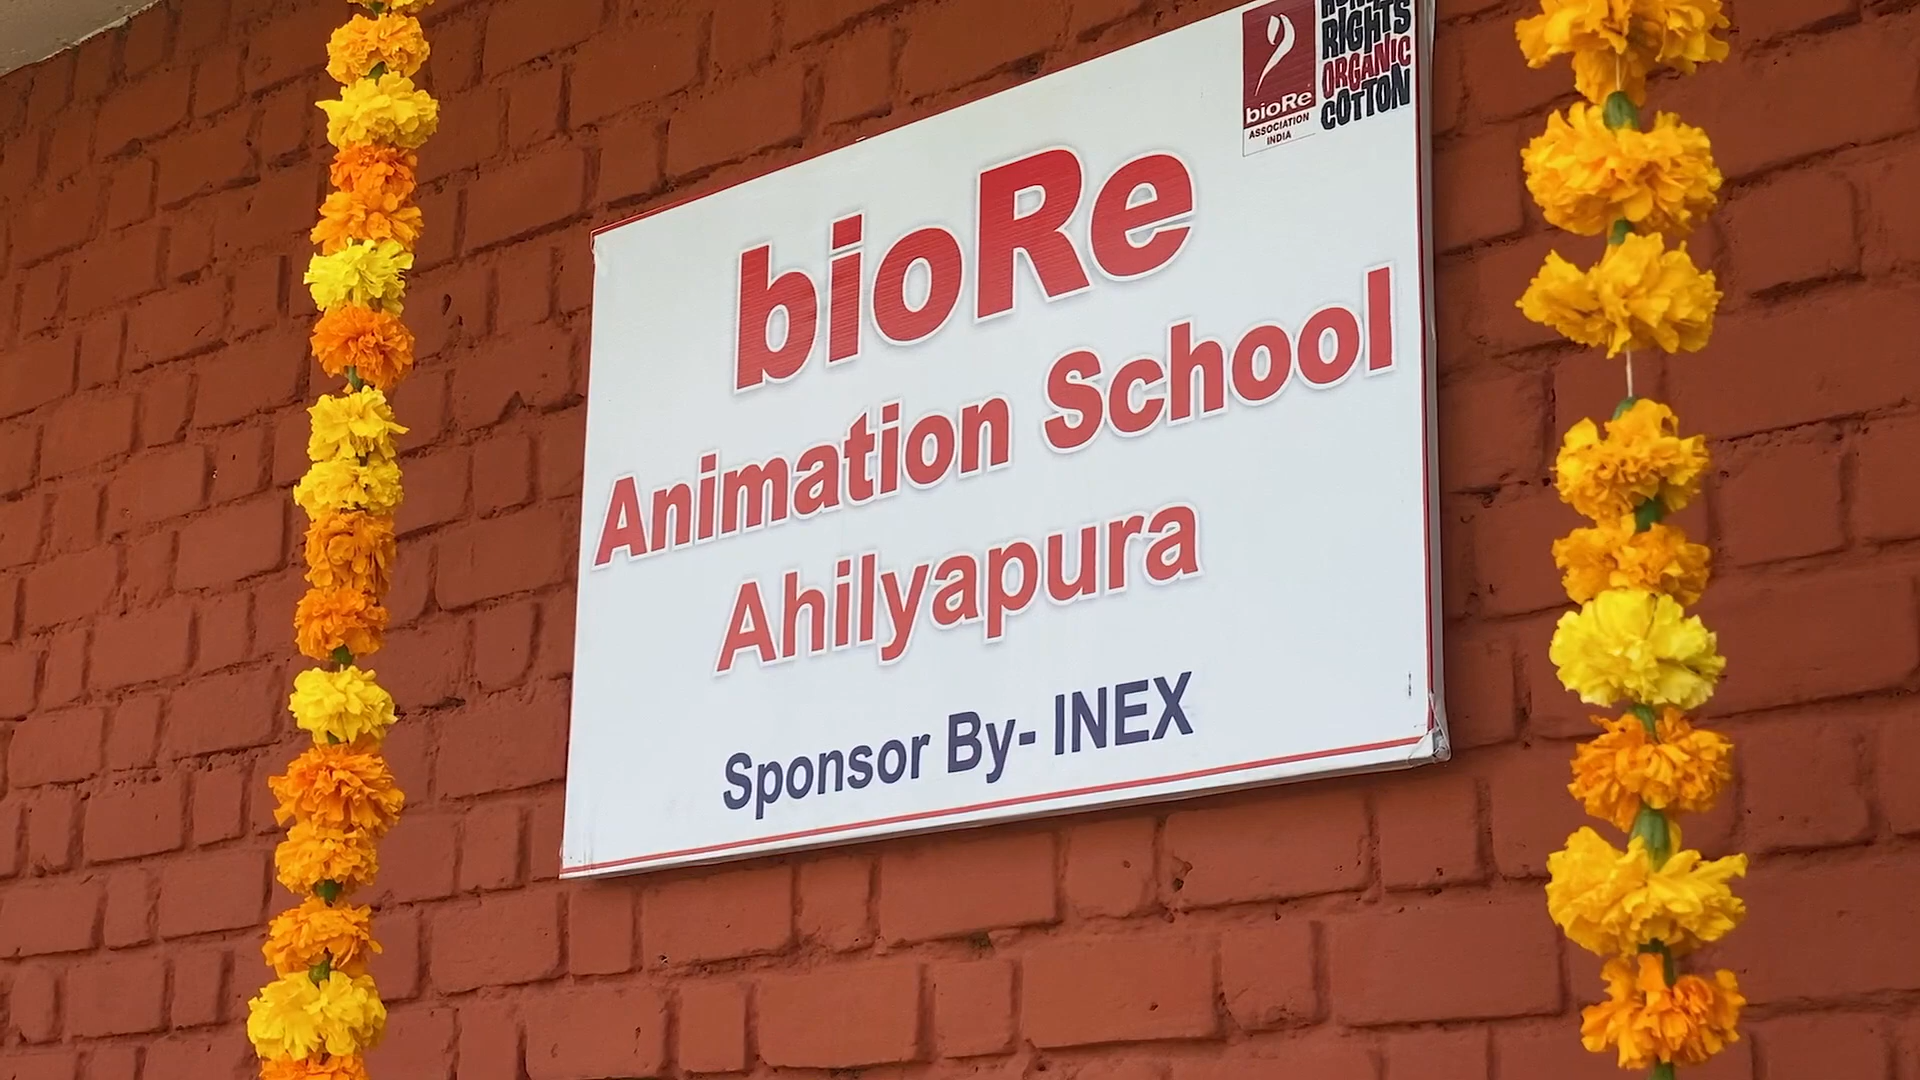 bioRe
ASSOCIATION
INDIA
RIGHTS
ORGANIC
COTTON
bioRe
Animation School
Ahilyapura
Sponsor By- INEX